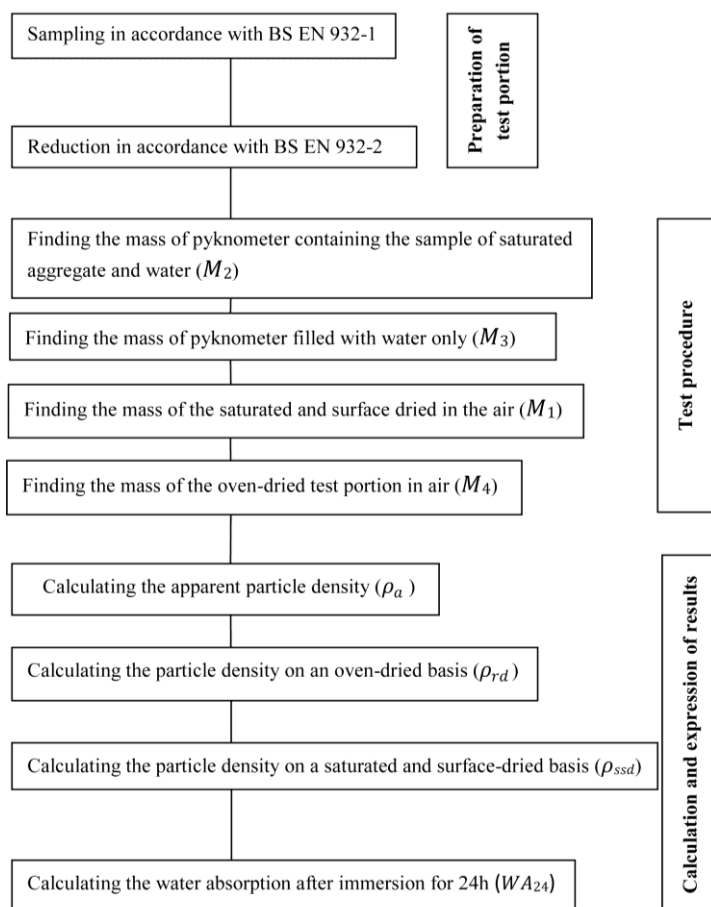 Sampling in accordance with BS EN 932-1
Preparation of
test portion
Reduction in accordance with BS EN 932-2
Finding the mass of pyknometer containing the sample of saturated
aggregate and water (M₂)
Finding the mass of pyknometer filled with water only (M₃)
Finding the mass of the saturated and surface dried in the air (M₁)
Finding the mass of the oven-dried test portion in air (M₄)
Test procedure
Calculating the apparent particle density (ρₐ )
Calculating the particle density on an oven-dried basis (ρ_rd )
Calculating the particle density on a saturated and surface-dried basis (ρ_ssd)
Calculating the water absorption after immersion for 24h (WA₂₄)
Calculation and expression of results